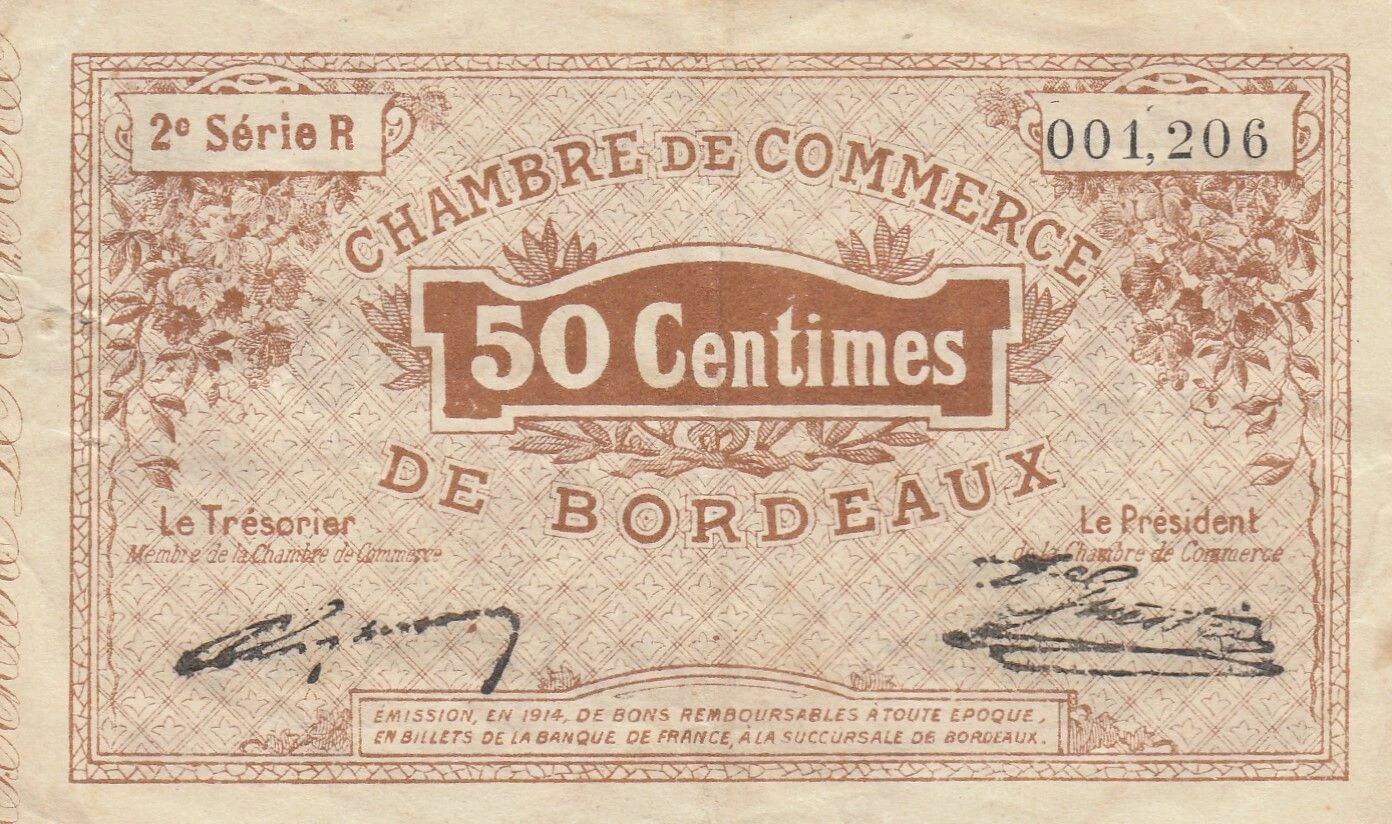 2e Série R
001,206
CHAMBRE DE COMMERCE
50 Centimes
DE BORDEAUX
Le Trésorier
Membre de la Chambre de Commerce
Le Président
de la Chambre de Commerce
ÉMISSION, EN 1914, DE BONS REMBOURSABLES À TOUTE ÉPOQUE,
EN BILLETS DE LA BANQUE DE FRANCE, À LA SUCCURSALE DE BORDEAUX.